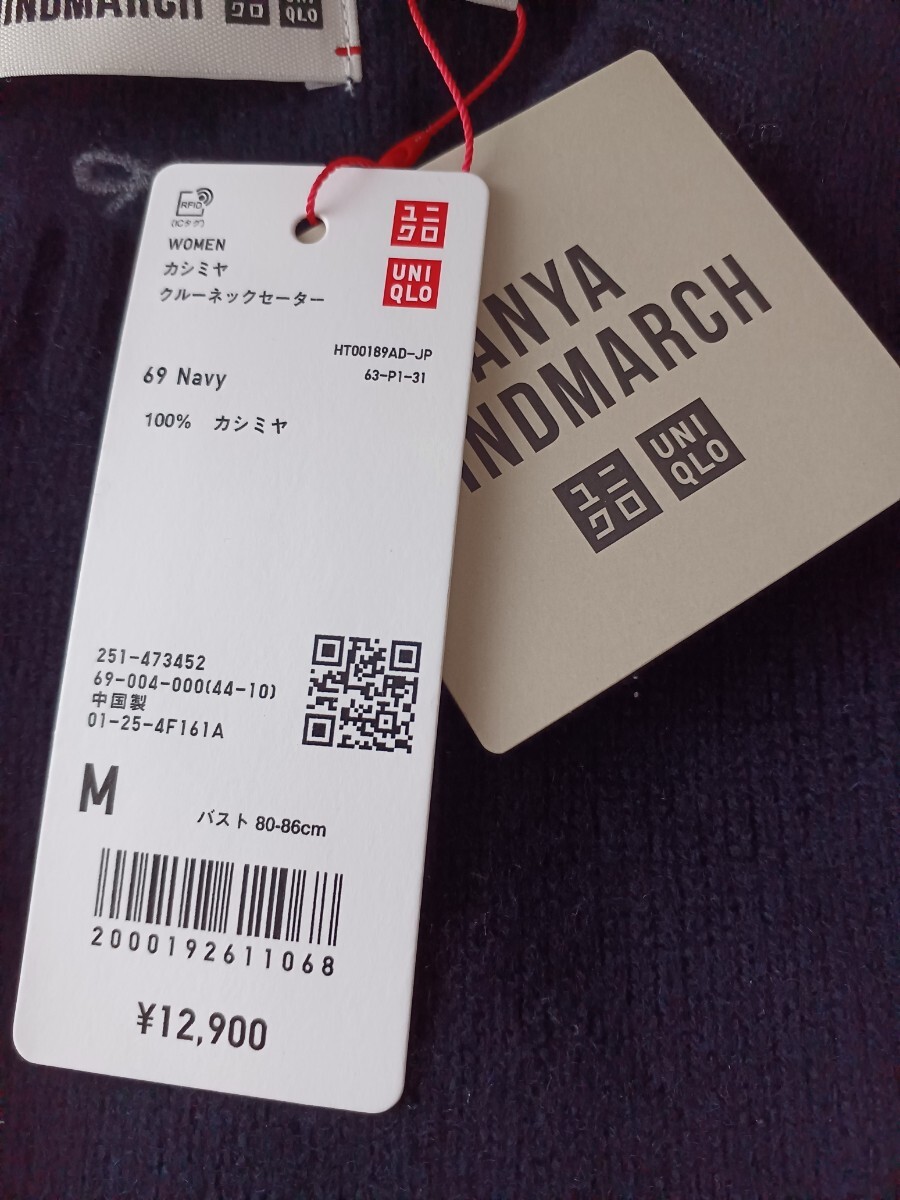 INDMARCH
ユニクロ
UNIQLO
RFID
(ICタグ)
WOMEN
カシミヤ
クルーネックセーター
ユニ
クロ
UNI
QLO
HT00189AD-JP
63-P1-31
69 Navy
100% カシミヤ
251-473452
69-004-000(44-10)
中国製
01-25-4F161A
M
バスト 80-86cm
2000192611068
¥12,900
ANYA
INDMARCH
ユニ
クロ
UNI
QLO